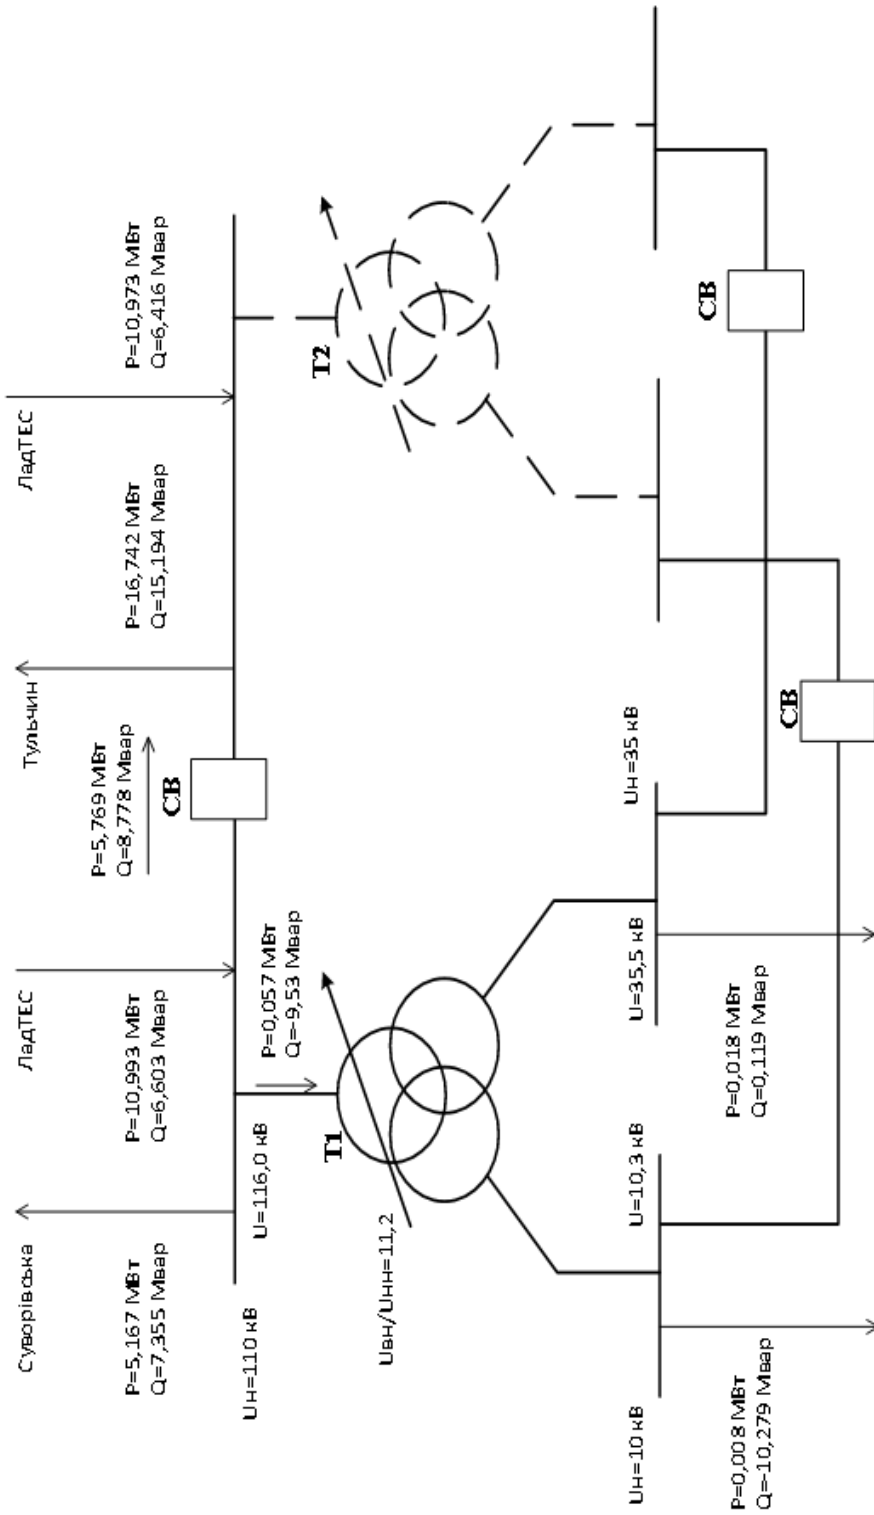 Суворівська
P=5,167 МВт
Q=7,355 Мвар
ЛадТЕС
P=10,993 МВт
Q=6,603 Мвар
Тульчин
P=16,742 МВт
Q=15,194 Мвар
ЛадТЕС
P=10,973 МВт
Q=6,416 Мвар
P=5,769 МВт
Q=8,778 Мвар
СВ
Uн=110 кВ
U=116,0 кВ
P=0,057 МВт
Q=-9,53 Мвар
Т1
Т2
Uвн/Uнн=11,2
Uн=10 кВ
U=10,3 кВ
U=35,5 кВ
Uн=35 кВ
P=0,008 МВт
Q=-10,279 Мвар
P=0,018 МВт
Q=0,119 Мвар
СВ
СВ